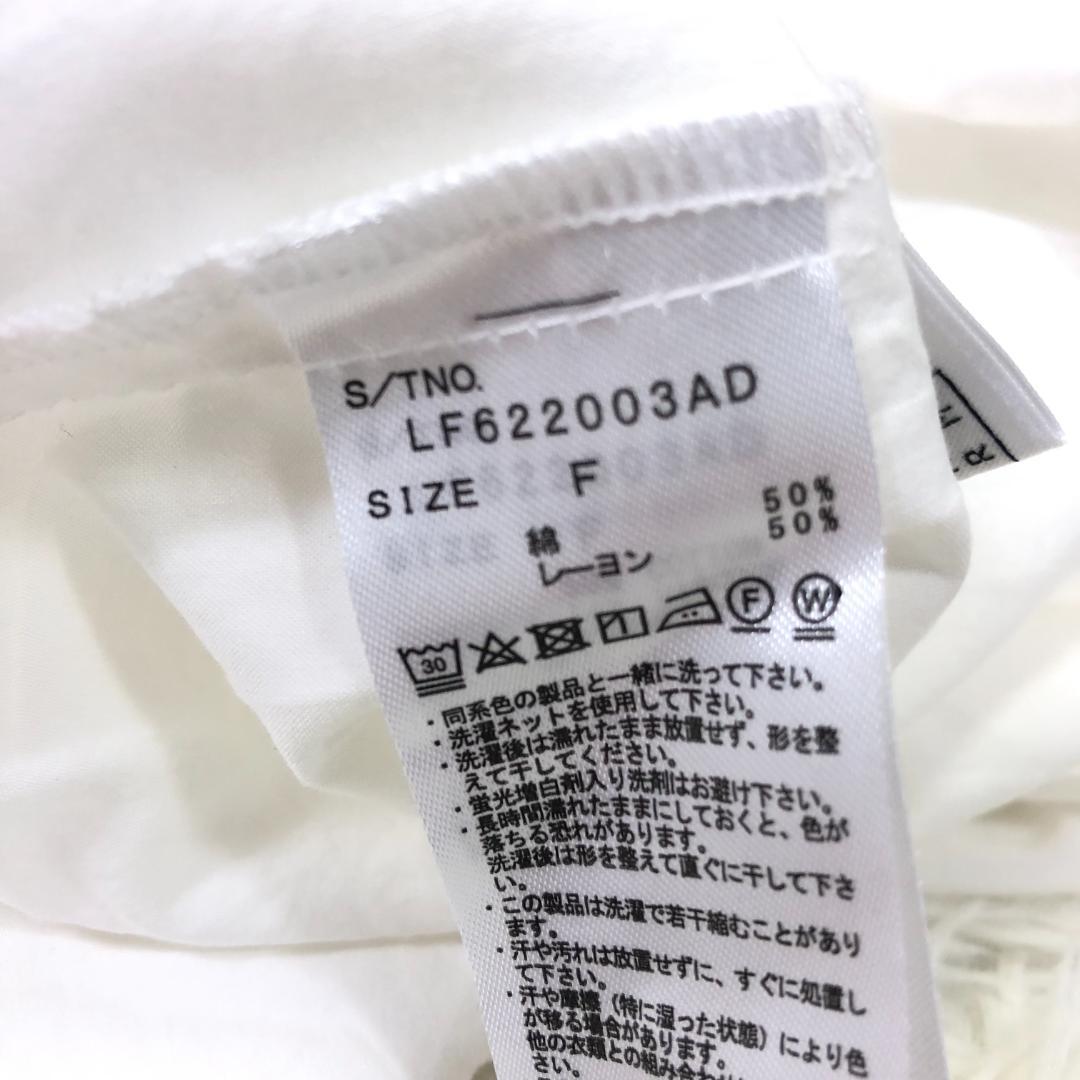 S/TNO.
LF622003AD
SIZE F
綿 50%
レーヨン 50%
30 F W
・同系色の製品と一緒に洗って下さい。
・洗濯ネットを使用して下さい。
・洗濯後は濡れたまま放置せず、形を整
えて干してください。
・蛍光増白剤入り洗剤はお避け下さい。
・長時間濡れたままにしておくと、色が
落ちる恐れがあります。
洗濯後は形を整えて直ぐに干して下さ
い。
・この製品は洗濯で若干縮むことがあり
ます。
・汗や汚れは放置せずに、すぐに処置し
て下さい。
・汗や摩擦（特に湿った状態）により色
が移る場合があります。
他の衣類との組み合わ
さい。